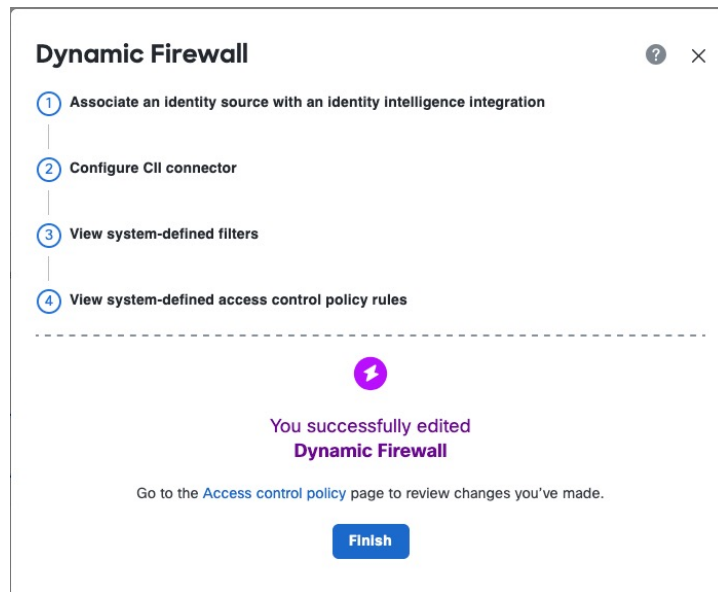 Dynamic Firewall
?
1 Associate an identity source with an identity intelligence integration
2 Configure CII connector
3 View system-defined filters
4 View system-defined access control policy rules
You successfully edited
Dynamic Firewall
Go to the Access control policy page to review changes you've made.
Finish